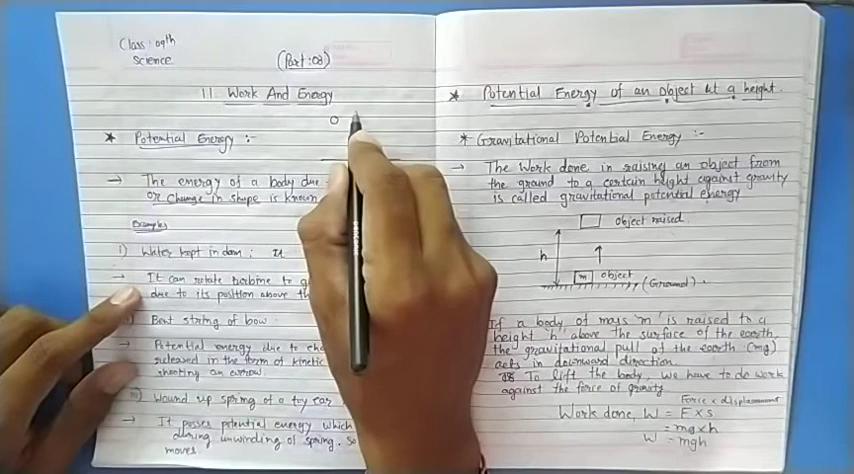 Class: 09th
Science
(Part:08)
11. Work And Energy
* Potential Energy :-
→ The energy of a body due
or change in shape is known
Examples
i) Water kept in dam: It
→ It can rotate turbine to
due to its position above
Bent string of bow
→ Potential energy due to
released in the form of kinetic
shooting an arrow
iii) Wound up spring of a toy car
→ It posses potential energy which
during unwinding of spring. So
moves
* Potential Energy of an object at a height.
* Gravitational Potential Energy :-
→ The work done in raising an object from
the ground to a certain height against gravity
is called gravitational potential energy
object raised
h
m object
(Ground).
If a body of mass 'm' is raised to a
height 'h' above the surface of the earth,
the gravitational pull of the earth (mg)
acts in downward direction.
To lift the body, we have to do work
against the force of gravity
Force x displacement
Work done, W = F x s
= mg x h
W = mgh